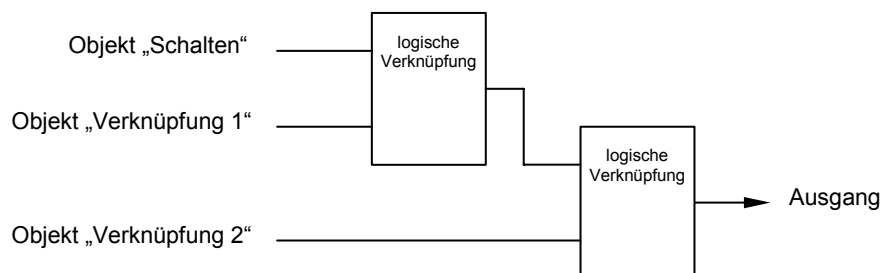 Objekt „Schalten“
logische
Verknüpfung
Objekt „Verknüpfung 1“
logische
Verknüpfung
Ausgang
Objekt „Verknüpfung 2“